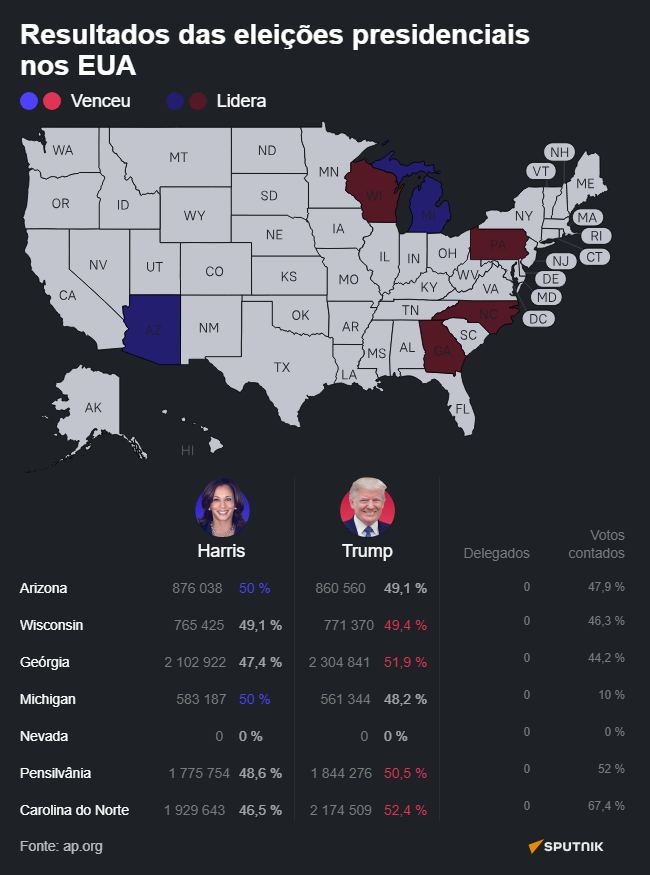 Resultados das eleições presidenciais
nos EUA
Venceu Lidera
WA
MT
ND
MN
WI
MI
NH
VT
ME
OR
ID
WY
SD
IA
NY
MA
RI
CT
NV
UT
CO
NE
IL
IN
OH
PA
NJ
DE
MD
DC
CA
KS
MO
KY
WV
VA
AZ
NM
OK
AR
TN
NC
SC
TX
LA
MS
AL
GA
FL
AK
HI
Harris Trump Delegados Votos
contados
Arizona 876 038 50 % 860 560 49,1 % 0 47,9 %
Wisconsin 765 425 49,1 % 771 370 49,4 % 0 46,3 %
Geórgia 2 102 922 47,4 % 2 304 841 51,9 % 0 44,2 %
Michigan 583 187 50 % 561 344 48,2 % 0 10 %
Nevada 0 0 % 0 0 % 0 0 %
Pensilvânia 1 775 754 48,6 % 1 844 276 50,5 % 0 52 %
Carolina do Norte 1 929 643 46,5 % 2 174 509 52,4 % 0 67,4 %
Fonte: ap.org SPUTNIK